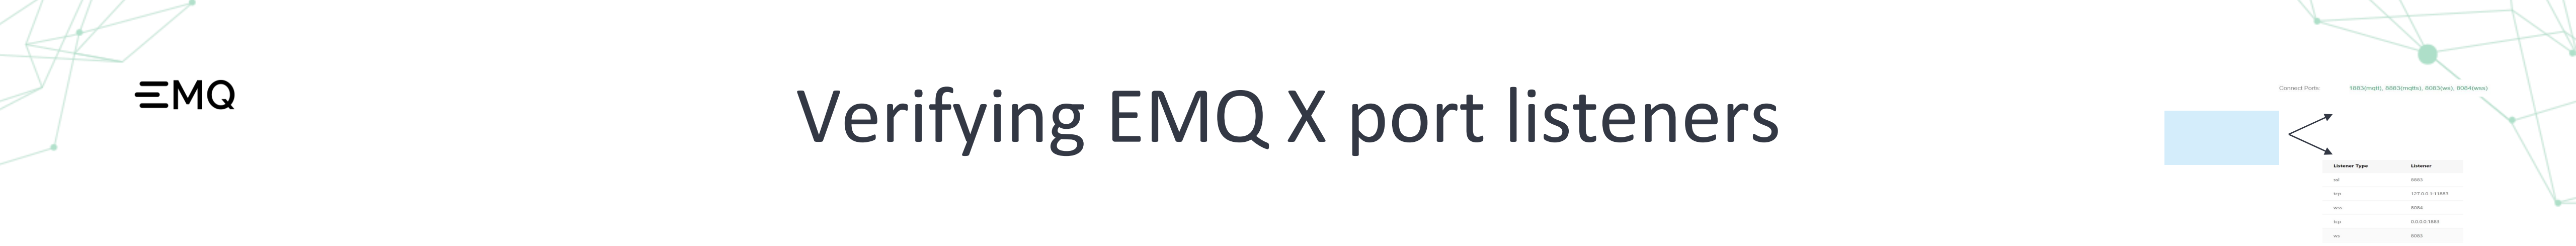 EMQ
Verifying EMQ X port listeners
Connect Ports: 1883(mqtt), 8883(mqtts), 8083(ws), 8084(wss)
Listener Type Listener
ssl 8883
tcp 127.0.0.1:11883
wss 8084
tcp 0.0.0.0:1883
ws 8083